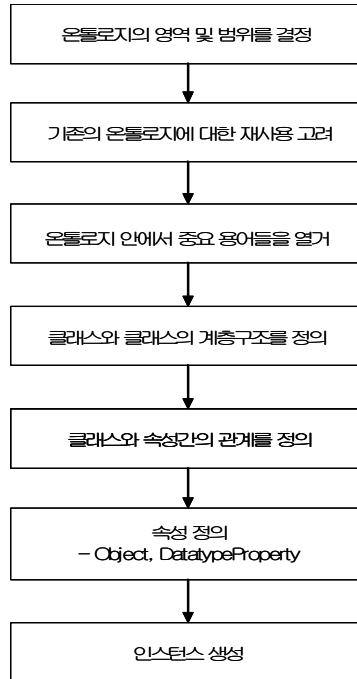 온톨로지의 영역 및 범위를 결정
기존의 온톨로지에 대한 재사용 고려
온톨로지 안에서 중요 용어들을 열거
클래스와 클래스의 계층구조를 정의
클래스와 속성간의 관계를 정의
속성 정의
- Object, DatatypeProperty
인스턴스 생성